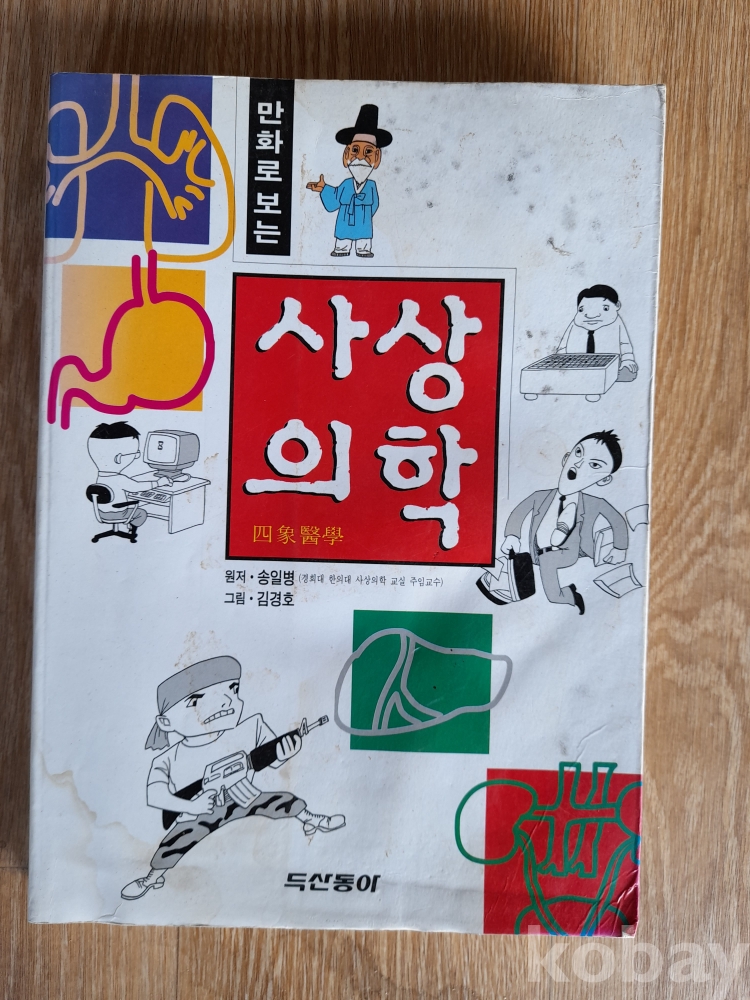 만화로 보는
사상
의학
四象醫學
원저 · 송일병 (경희대 한의대 사상의학 교실 주임교수)
그림 · 김경호
두산동아
kobay